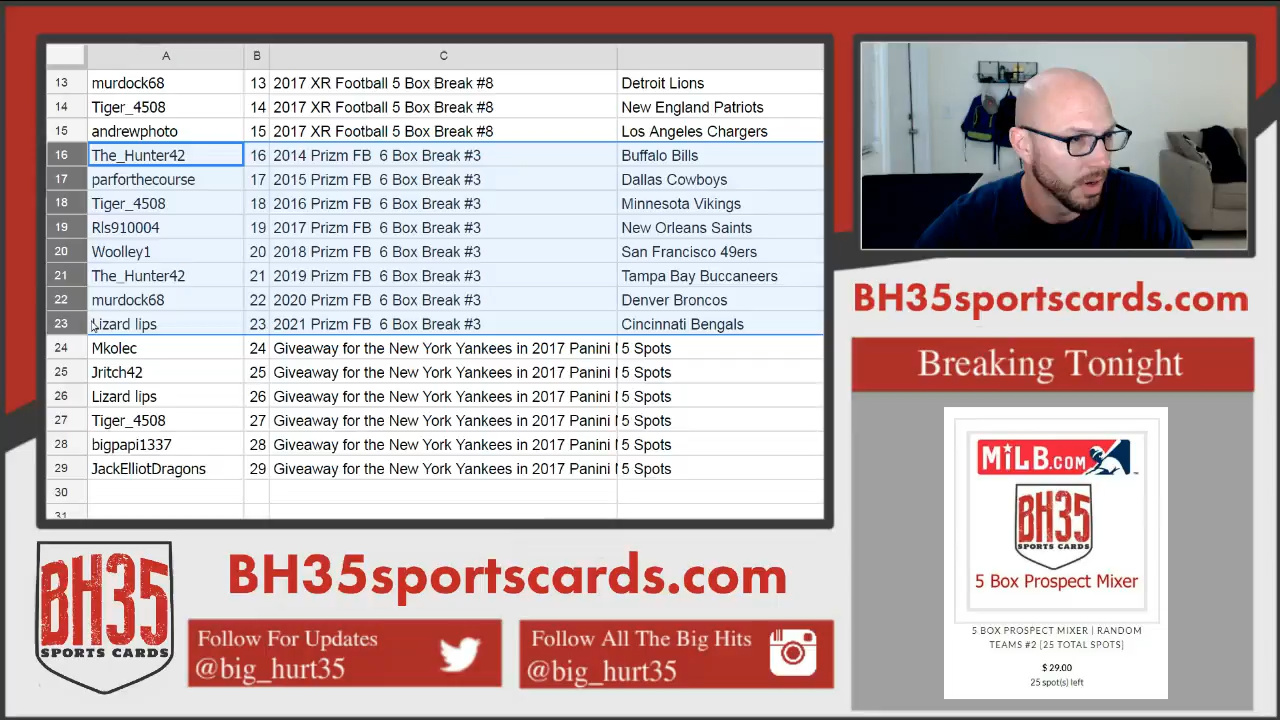 A B C
13 murdock68 13 2017 XR Football 5 Box Break #8 Detroit Lions
14 Tiger_4508 14 2017 XR Football 5 Box Break #8 New England Patriots
15 andrewphoto 15 2017 XR Football 5 Box Break #8 Los Angeles Chargers
16 The_Hunter42 16 2014 Prizm FB 6 Box Break #3 Buffalo Bills
17 parforthecourse 17 2015 Prizm FB 6 Box Break #3 Dallas Cowboys
18 Tiger_4508 18 2016 Prizm FB 6 Box Break #3 Minnesota Vikings
19 Rls910004 19 2017 Prizm FB 6 Box Break #3 New Orleans Saints
20 Woolley1 20 2018 Prizm FB 6 Box Break #3 San Francisco 49ers
21 The_Hunter42 21 2019 Prizm FB 6 Box Break #3 Tampa Bay Buccaneers
22 murdock68 22 2020 Prizm FB 6 Box Break #3 Denver Broncos
23 Lizard lips 23 2021 Prizm FB 6 Box Break #3 Cincinnati Bengals
24 Mkolec 24 Giveaway for the New York Yankees in 2017 Panini 5 Spots
25 Jritch42 25 Giveaway for the New York Yankees in 2017 Panini 5 Spots
26 Lizard lips 26 Giveaway for the New York Yankees in 2017 Panini 5 Spots
27 Tiger_4508 27 Giveaway for the New York Yankees in 2017 Panini 5 Spots
28 bigpapi1337 28 Giveaway for the New York Yankees in 2017 Panini 5 Spots
29 JackElliotDragons 29 Giveaway for the New York Yankees in 2017 Panini 5 Spots
30
31
BH35sportscards.com
Breaking Tonight
MiLB.COM
BH35
SPORTS CARDS
5 Box Prospect Mixer
5 BOX PROSPECT MIXER | RANDOM
TEAMS #2 [25 TOTAL SPOTS]
$ 29.00
25 spot(s) left
BH35
SPORTS CARDS
BH35sportscards.com
Follow For Updates
@big_hurt35
Follow All The Big Hits
@big_hurt35